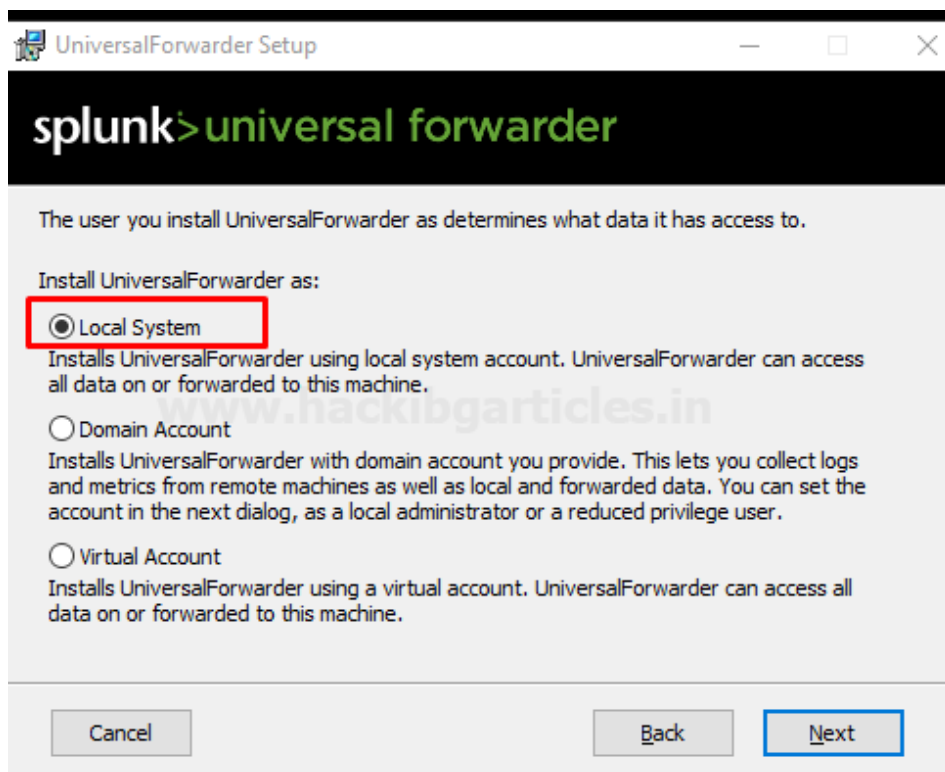 UniversalForwarder Setup
splunk>universal forwarder
The user you install UniversalForwarder as determines what data it has access to.
Install UniversalForwarder as:
Local System
Installs UniversalForwarder using local system account. UniversalForwarder can access
all data on or forwarded to this machine.
www.hackibgarticles.in
Domain Account
Installs UniversalForwarder with domain account you provide. This lets you collect logs
and metrics from remote machines as well as local and forwarded data. You can set the
account in the next dialog, as a local administrator or a reduced privilege user.
Virtual Account
Installs UniversalForwarder using a virtual account. UniversalForwarder can access all
data on or forwarded to this machine.
Cancel
Back
Next